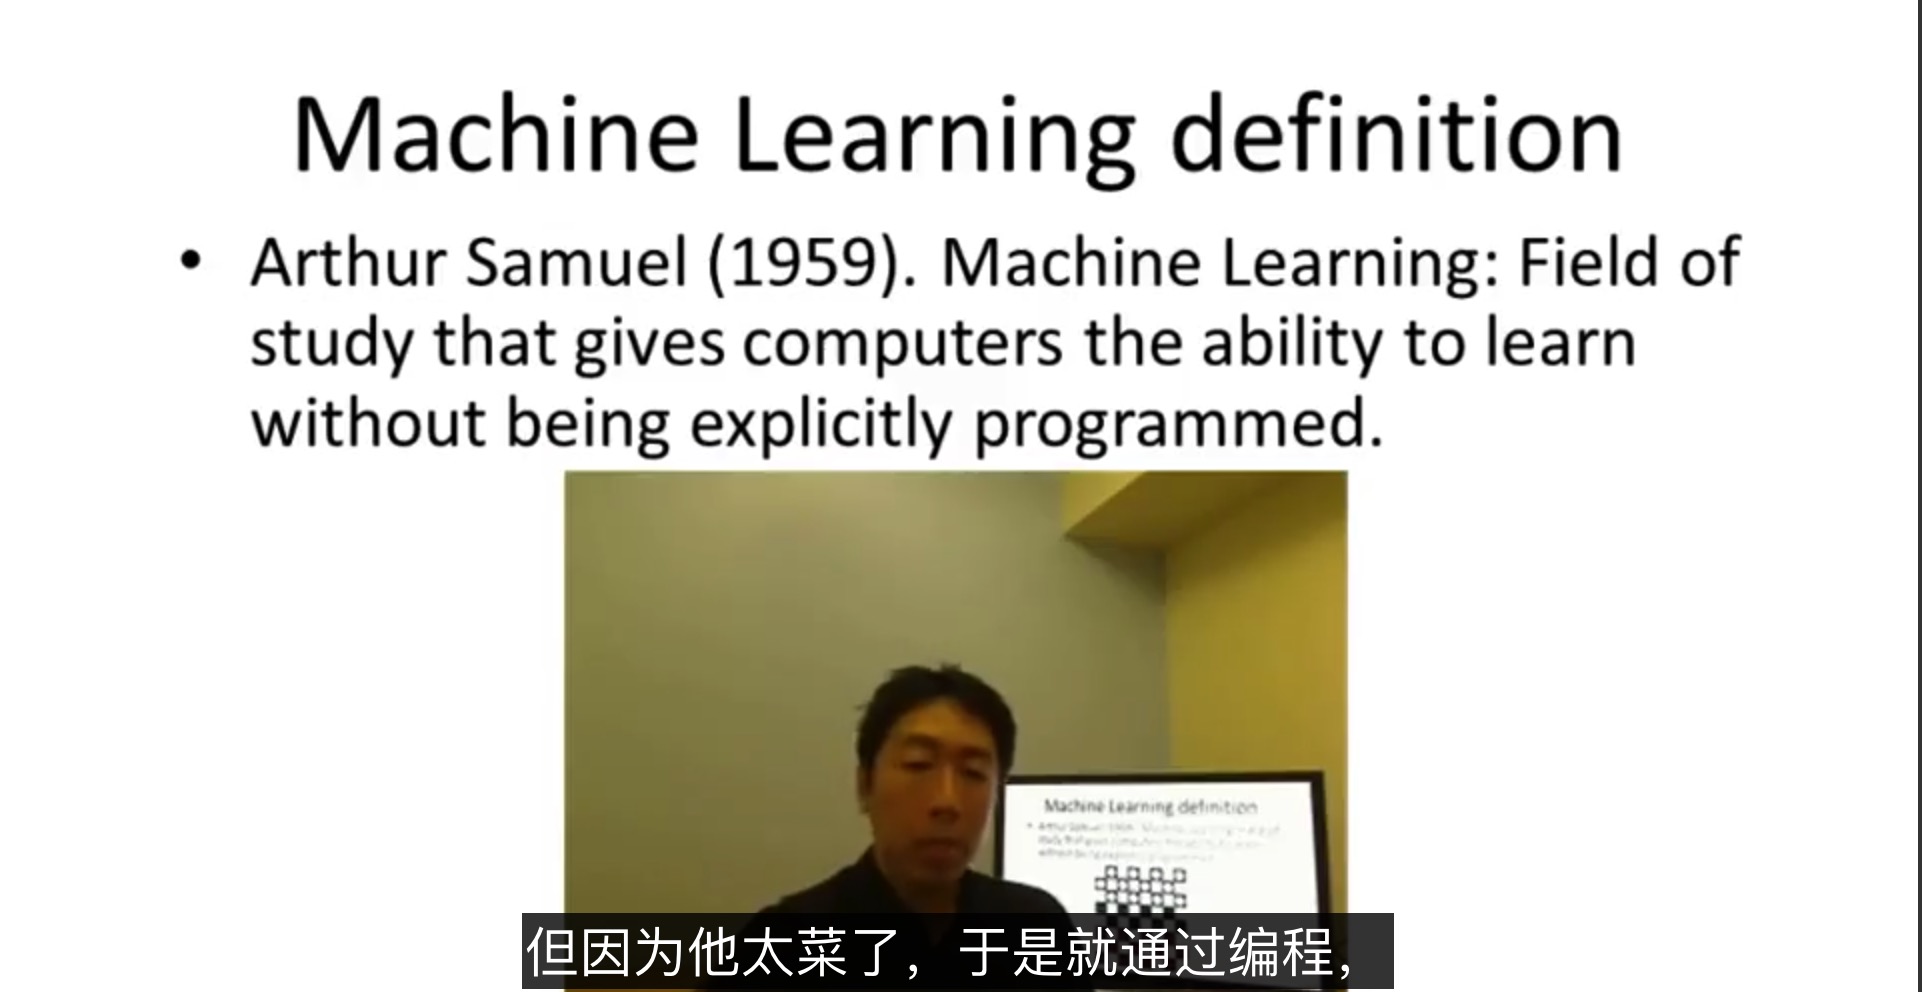 Machine Learning definition
• Arthur Samuel (1959). Machine Learning: Field of
study that gives computers the ability to learn
without being explicitly programmed.
Machine Learning definition
但因为他太菜了，于是就通过编程，